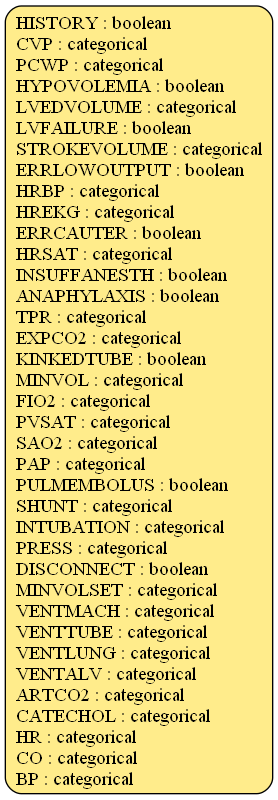 HISTORY : boolean
CVP : categorical
PCWP : categorical
HYPOVOLEMIA : boolean
LVEDVOLUME : categorical
LVFAILURE : boolean
STROKEVOLUME : categorical
ERRLOWOUTPUT : boolean
HRBP : categorical
HREKG : categorical
ERRCAUTER : boolean
HRSAT : categorical
INSUFFANESTH : boolean
ANAPHYLAXIS : boolean
TPR : categorical
EXPCO2 : categorical
KINKEDTUBE : boolean
MINVOL : categorical
FIO2 : categorical
PVSAT : categorical
SAO2 : categorical
PAP : categorical
PULMEMBOLUS : boolean
SHUNT : categorical
INTUBATION : categorical
PRESS : categorical
DISCONNECT : boolean
MINVOLSET : categorical
VENTMACH : categorical
VENTTUBE : categorical
VENTLUNG : categorical
VENTALV : categorical
ARTCO2 : categorical
CATECHOL : categorical
HR : categorical
CO : categorical
BP : categorical